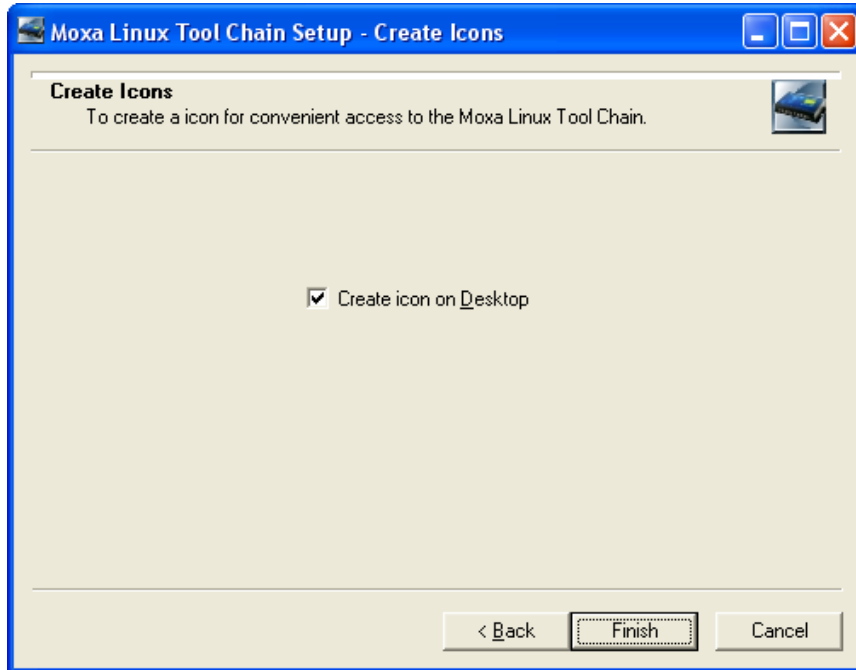 Moxa Linux Tool Chain Setup - Create Icons
Create Icons
To create a icon for convenient access to the Moxa Linux Tool Chain.
Create icon on Desktop
< Back
Finish
Cancel